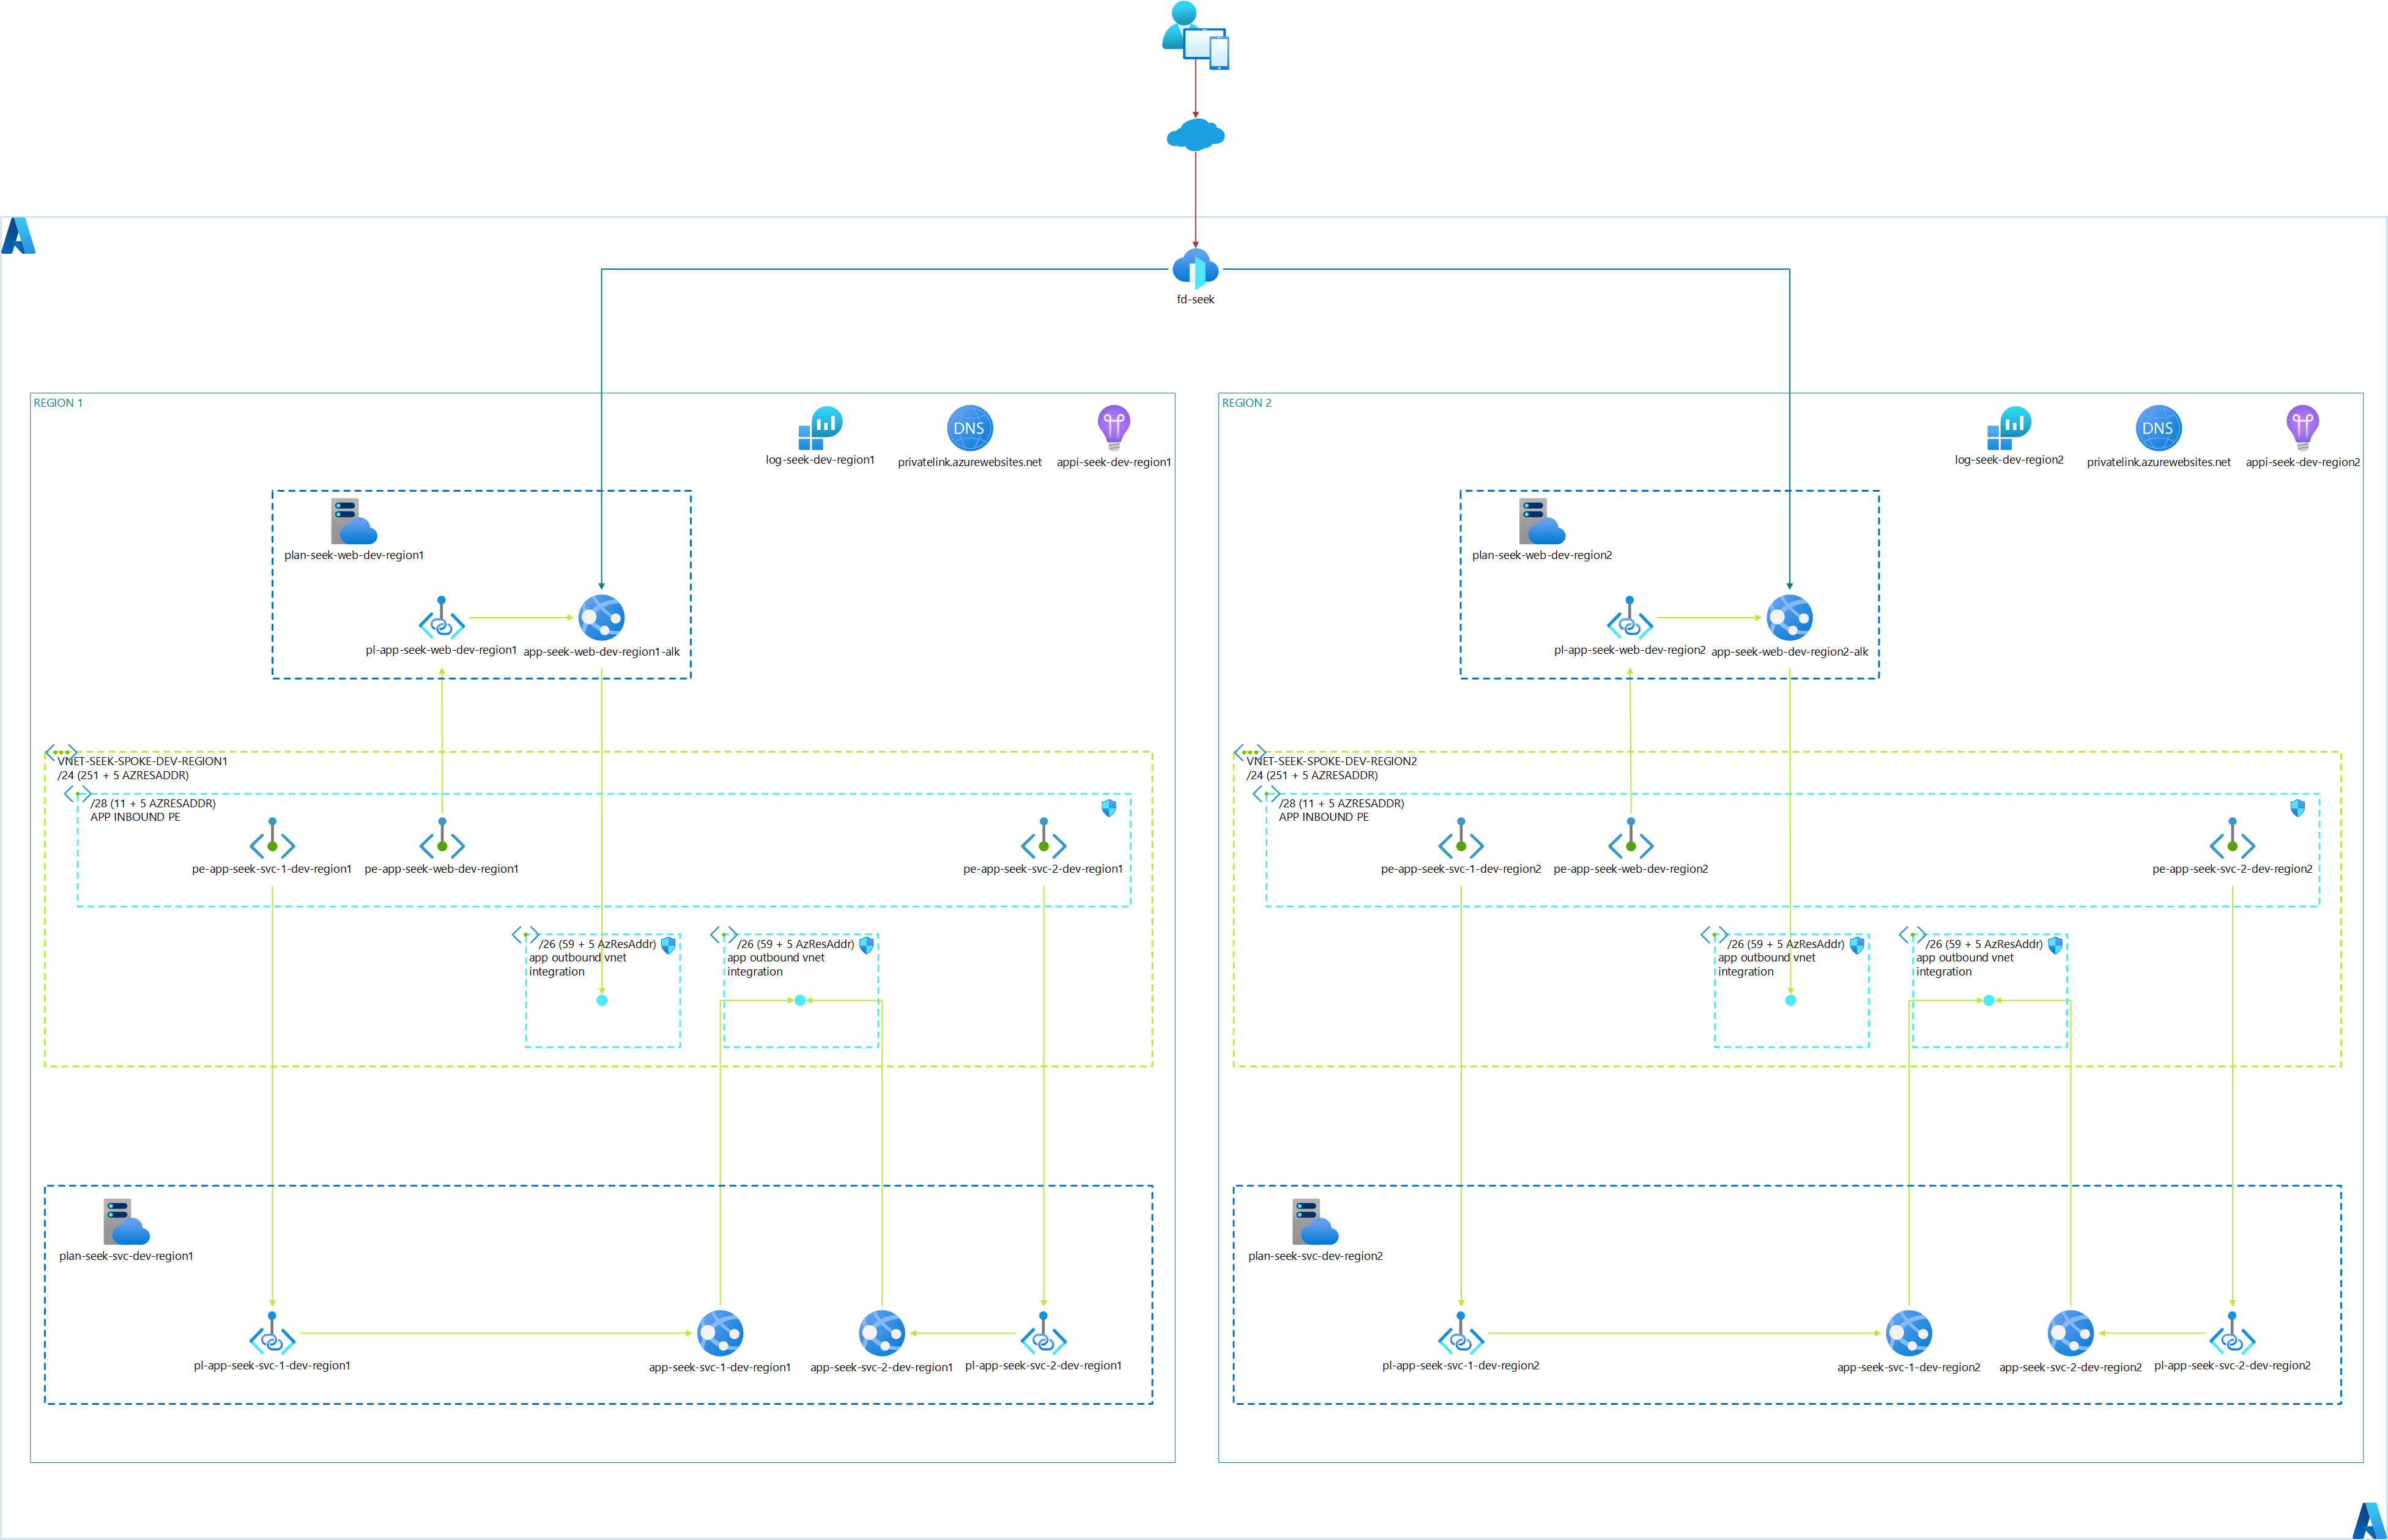 fd-seek
REGION 1
log-seek-dev-region1
DNS
privatelink.azurewebsites.net
appi-seek-dev-region1
plan-seek-web-dev-region1
pl-app-seek-web-dev-region1
app-seek-web-dev-region1-alk
VNET-SEEK-SPOKE-DEV-REGION1
/24 (251 + 5 AZRESADDR)
/28 (11 + 5 AZRESADDR)
APP INBOUND PE
pe-app-seek-svc-1-dev-region1
pe-app-seek-web-dev-region1
pe-app-seek-svc-2-dev-region1
/26 (59 + 5 AzResAddr)
app outbound vnet
integration
/26 (59 + 5 AzResAddr)
app outbound vnet
integration
plan-seek-svc-dev-region1
pl-app-seek-svc-1-dev-region1
app-seek-svc-1-dev-region1
app-seek-svc-2-dev-region1
pl-app-seek-svc-2-dev-region1
REGION 2
log-seek-dev-region2
DNS
privatelink.azurewebsites.net
appi-seek-dev-region2
plan-seek-web-dev-region2
pl-app-seek-web-dev-region2
app-seek-web-dev-region2-alk
VNET-SEEK-SPOKE-DEV-REGION2
/24 (251 + 5 AZRESADDR)
/28 (11 + 5 AZRESADDR)
APP INBOUND PE
pe-app-seek-svc-1-dev-region2
pe-app-seek-web-dev-region2
pe-app-seek-svc-2-dev-region2
/26 (59 + 5 AzResAddr)
app outbound vnet
integration
/26 (59 + 5 AzResAddr)
app outbound vnet
integration
plan-seek-svc-dev-region2
pl-app-seek-svc-1-dev-region2
app-seek-svc-1-dev-region2
app-seek-svc-2-dev-region2
pl-app-seek-svc-2-dev-region2